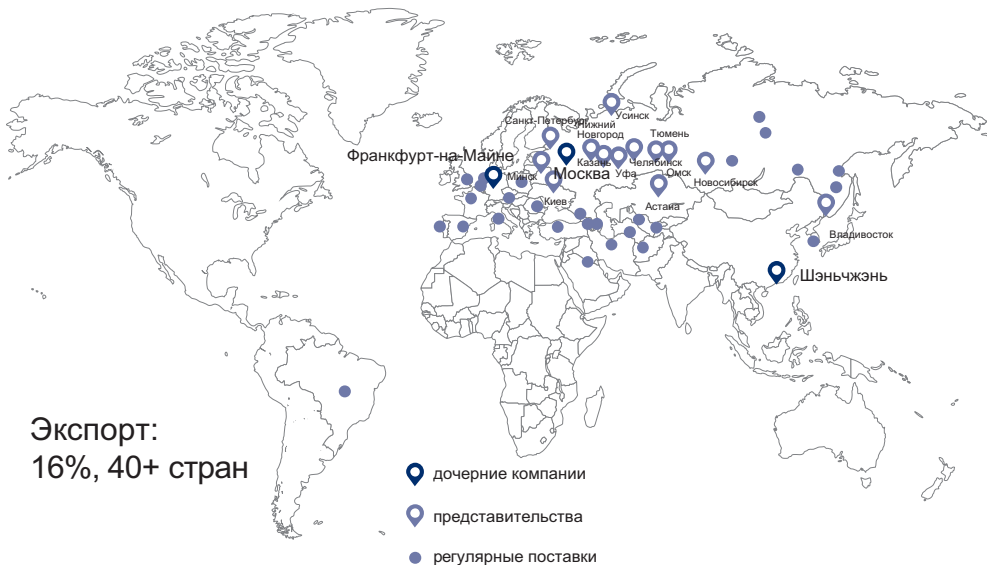 Усинск
Санкт-Петербург
Нижний
Новгород
Тюмень
Франкфурт-на-Майне
Казань
Челябинск
Минск
Москва
Уфа
Омск
Новосибирск
Киев
Астана
Владивосток
Шэньчжэнь
Экспорт:
16%, 40+ стран
дочерние компании
представительства
регулярные поставки